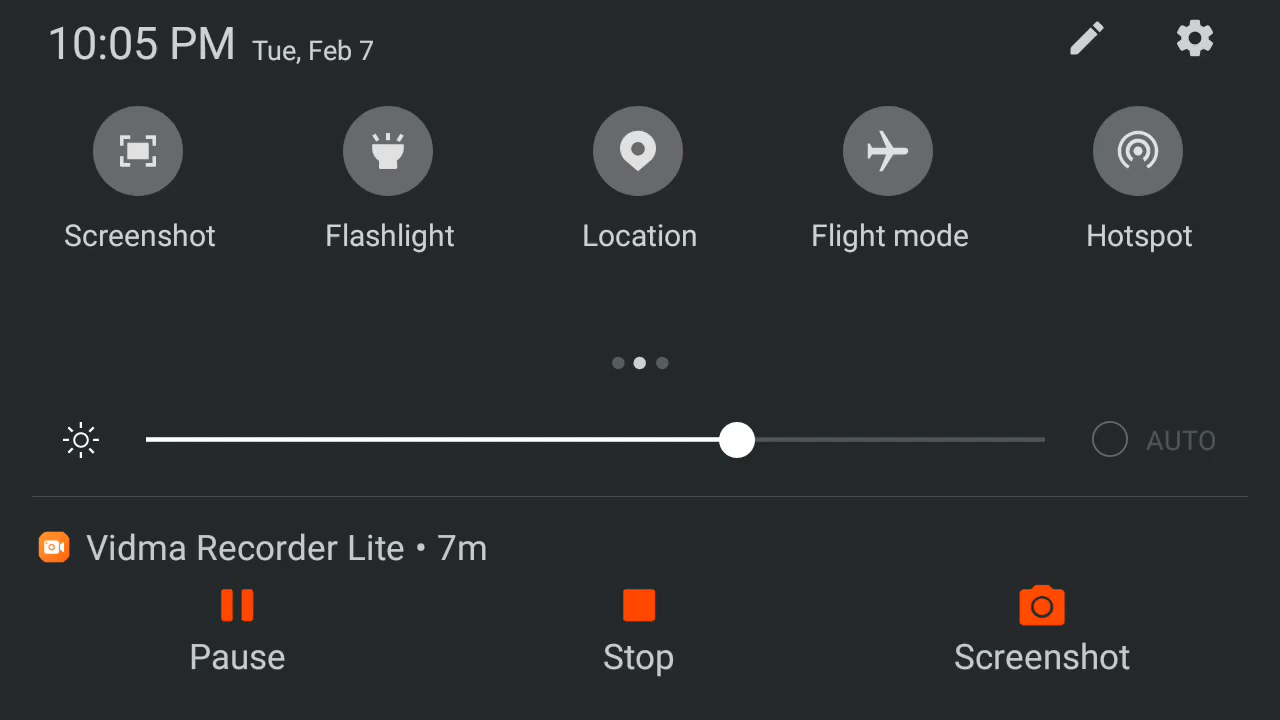 10:05 PM Tue, Feb 7
Screenshot Flashlight Location Flight mode Hotspot
AUTO
Vidma Recorder Lite • 7m
Pause Stop Screenshot